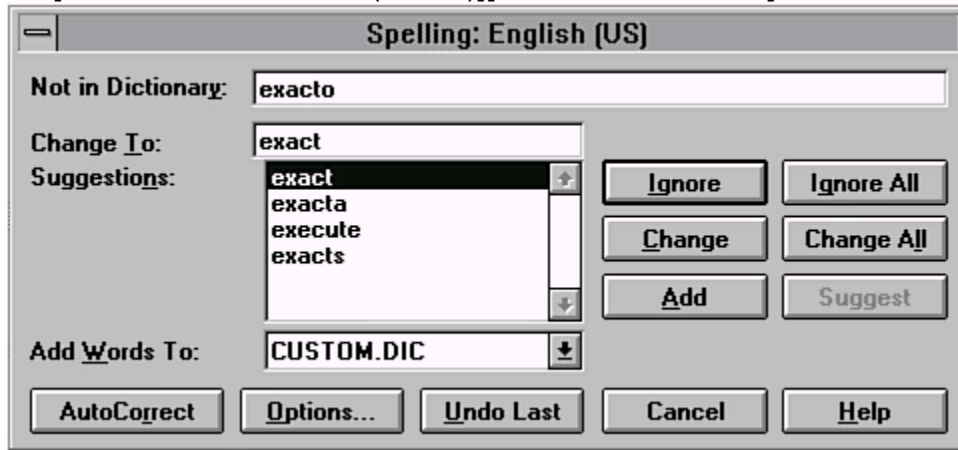 Spelling: English (US)
Not in Dictionary: exacto
Change To: exact
Suggestions:
exact
exacta
execute
exacts
Ignore Ignore All
Change Change All
Add Suggest
Add Words To: CUSTOM.DIC
AutoCorrect Options... Undo Last Cancel Help